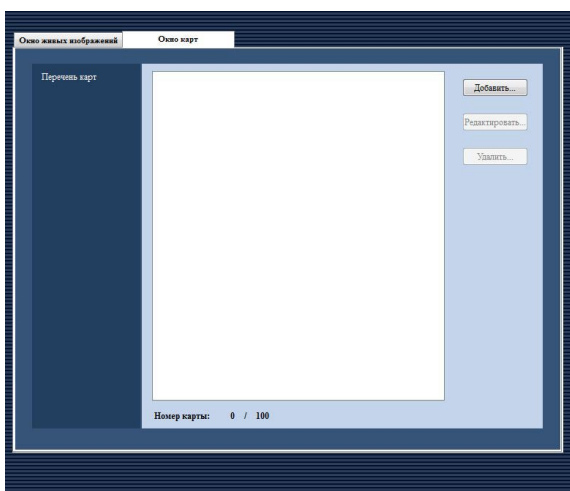 Окно живых изображений
Окно карт
Перечень карт
Добавить...
Редактировать...
Удалить...
Номер карты: 0 / 100